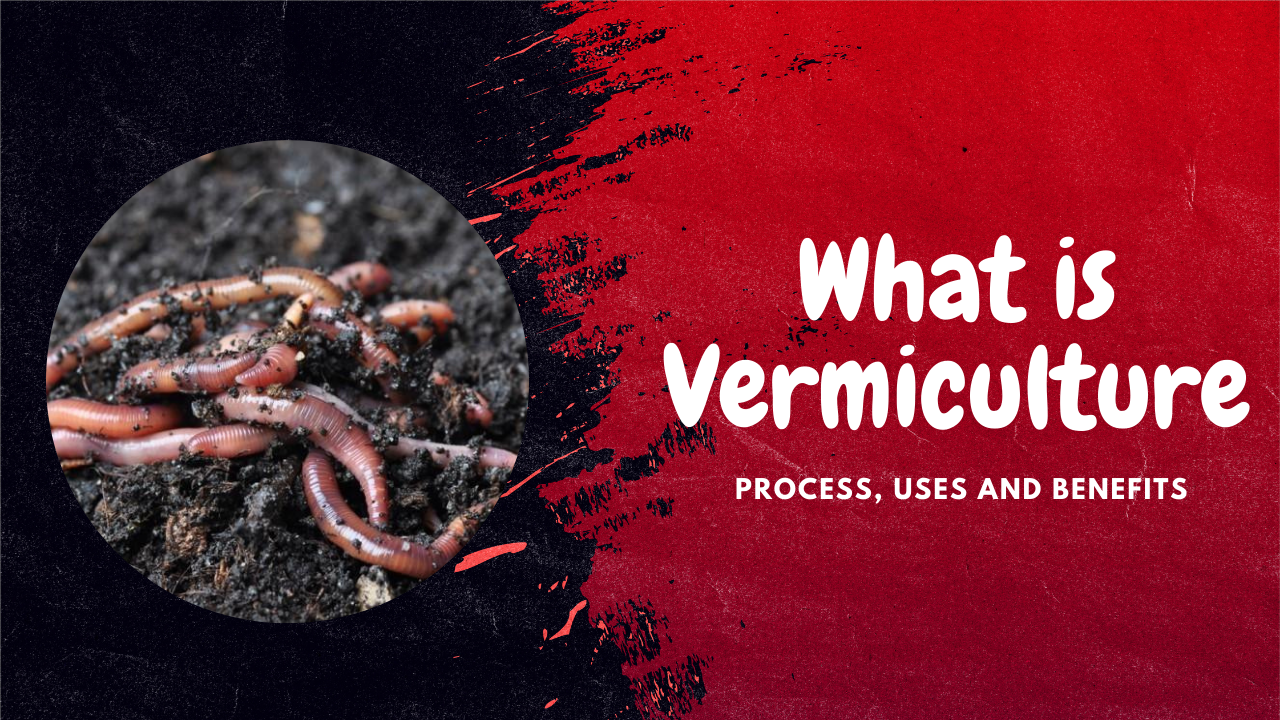 What is
Vermiculture
PROCESS, USES AND BENEFITS